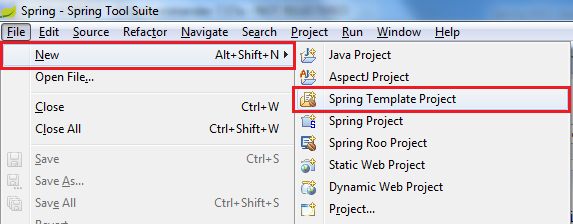 Spring - Spring Tool Suite
File Edit Source Refactor Navigate Search Project Run Window Help
New Alt+Shift+N
Open File...
Close Ctrl+W
Close All Ctrl+Shift+W
Save Ctrl+S
Save As...
Save All Ctrl+Shift+S
Java Project
AspectJ Project
Spring Template Project
Spring Project
Spring Roo Project
Static Web Project
Dynamic Web Project
Project...